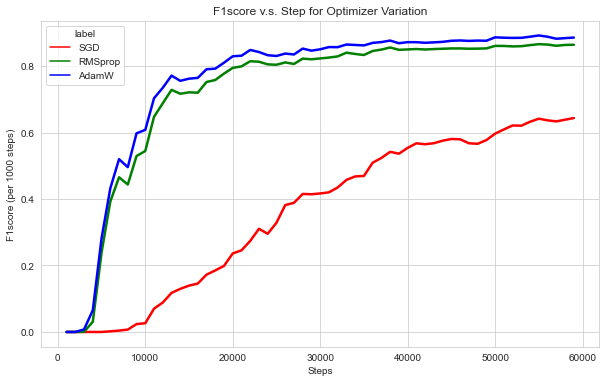 F1score v.s. Step for Optimizer Variation
label
SGD
RMSprop
AdamW
F1score (per 1000 steps)
0.8
0.6
0.4
0.2
0.0
0
10000
20000
30000
40000
50000
60000
Steps